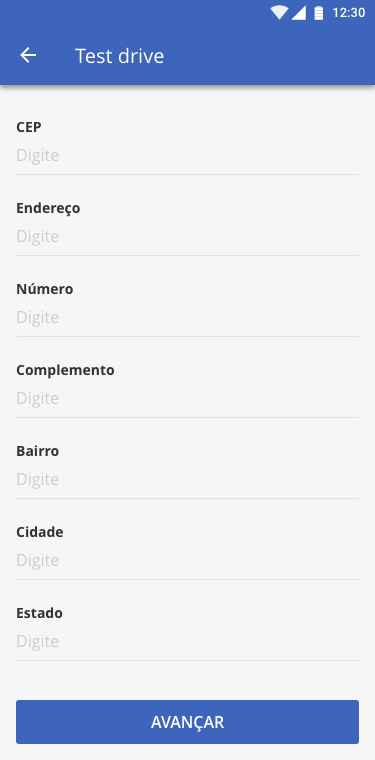 12:30
Test drive
CEP
Digite
Endereço
Digite
Número
Digite
Complemento
Digite
Bairro
Digite
Cidade
Digite
Estado
Digite
AVANÇAR